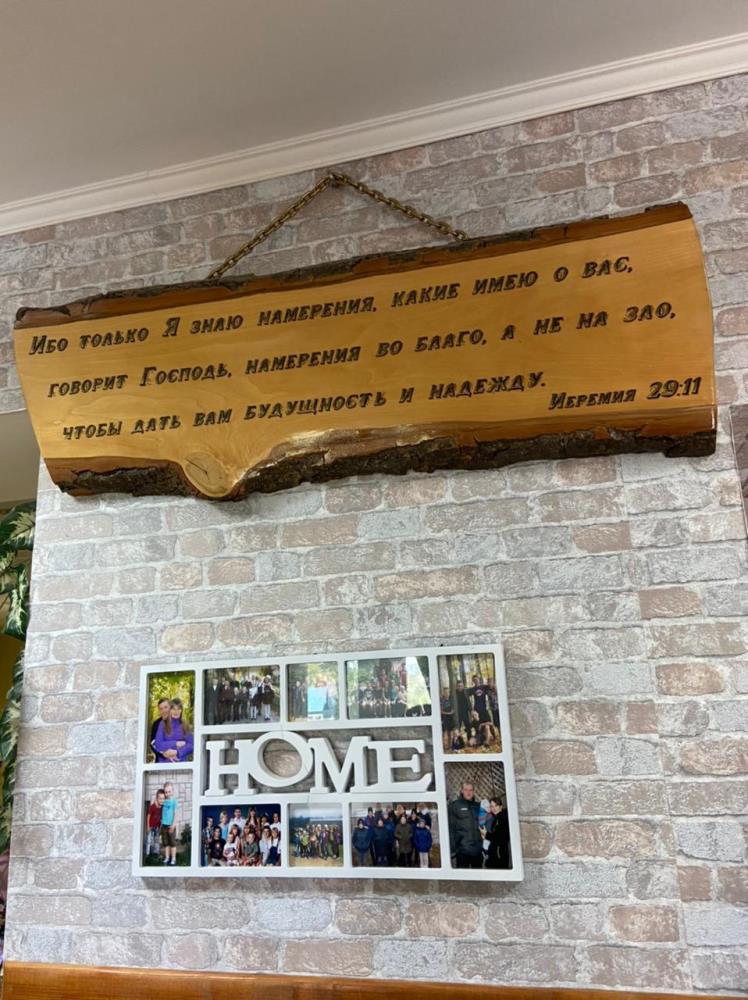 Ибо только Я знаю намерения, какие имею о вас,
говорит Господь, намерения во благо, а не на зло,
чтобы дать вам будущность и надежду.
Иеремия 29:11
HOME